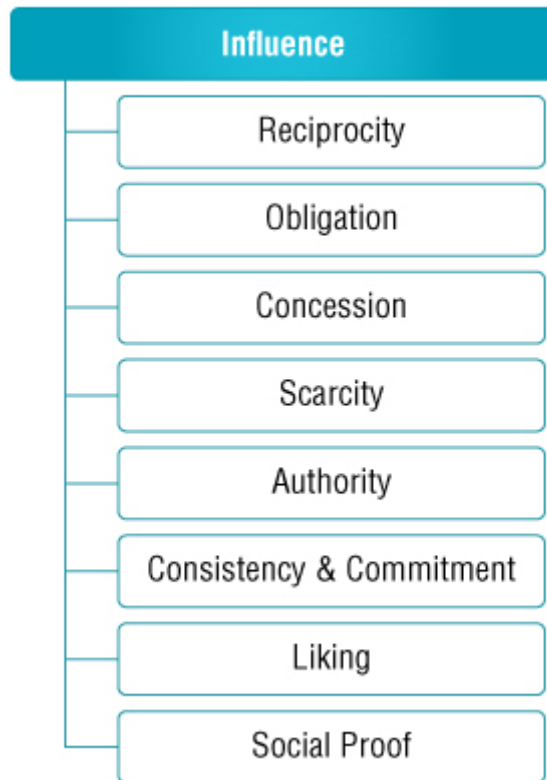 Influence
Reciprocity
Obligation
Concession
Scarcity
Authority
Consistency & Commitment
Liking
Social Proof